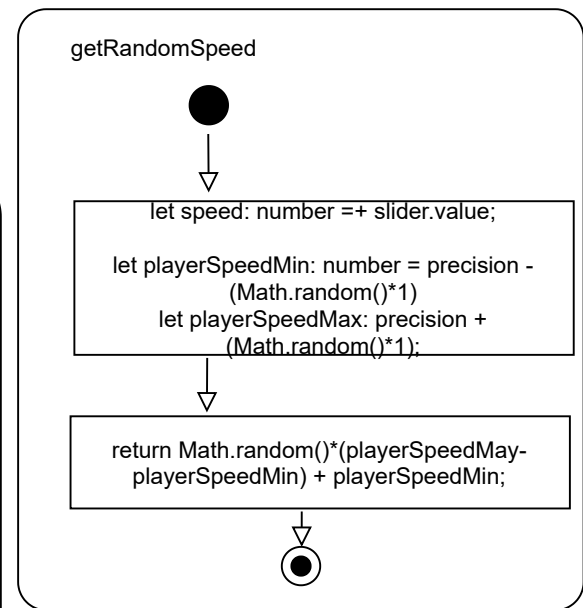 getRandomSpeed
let speed: number =+ slider.value;
let playerSpeedMin: number = precision -
(Math.random()*1)
let playerSpeedMax: precision +
(Math.random()*1);
return Math.random()*(playerSpeedMay-
playerSpeedMin) + playerSpeedMin;